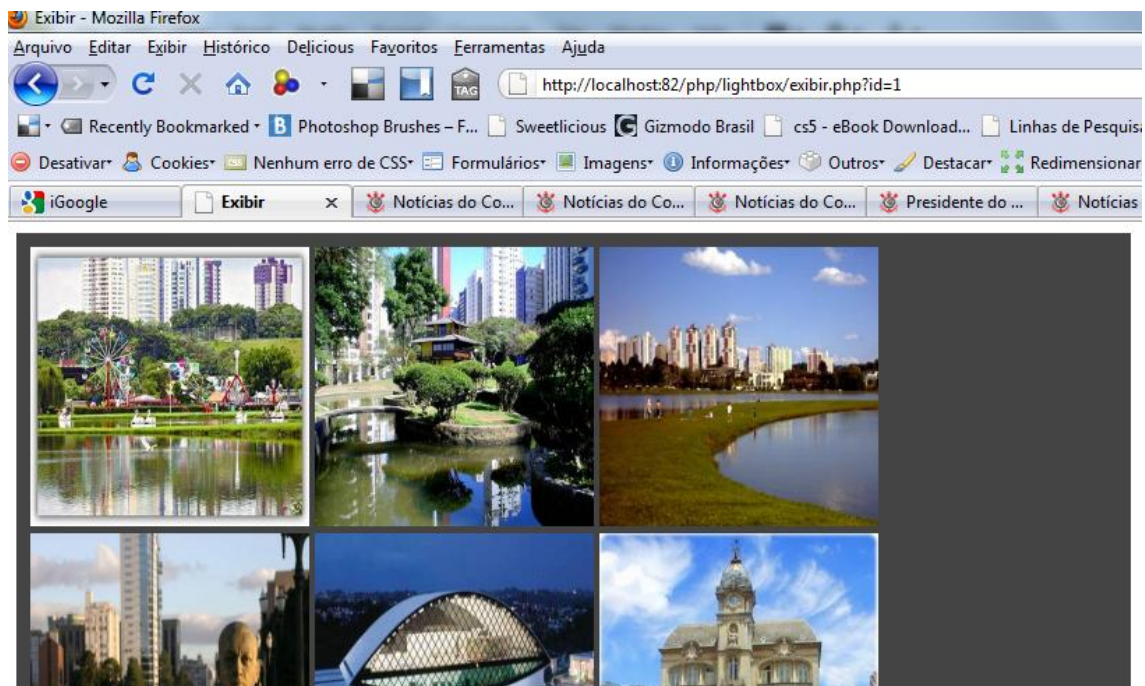 Exibir - Mozilla Firefox
Arquivo Editar Exibir Histórico Delicious Favoritos Ferramentas Ajuda
TAG http://localhost:82/php/lightbox/exibir.php?id=1
Recently Bookmarked B Photoshop Brushes – F... Sweetlicious G Gizmodo Brasil cs5 - eBook Download... Linhas de Pesquisa
Desativar Cookies Nenhum erro de CSS Formulários Imagens Informações Outros Destacar Redimensionar
iGoogle Exibir × Notícias do Co... Notícias do Co... Notícias do Co... Presidente do ... Notícias